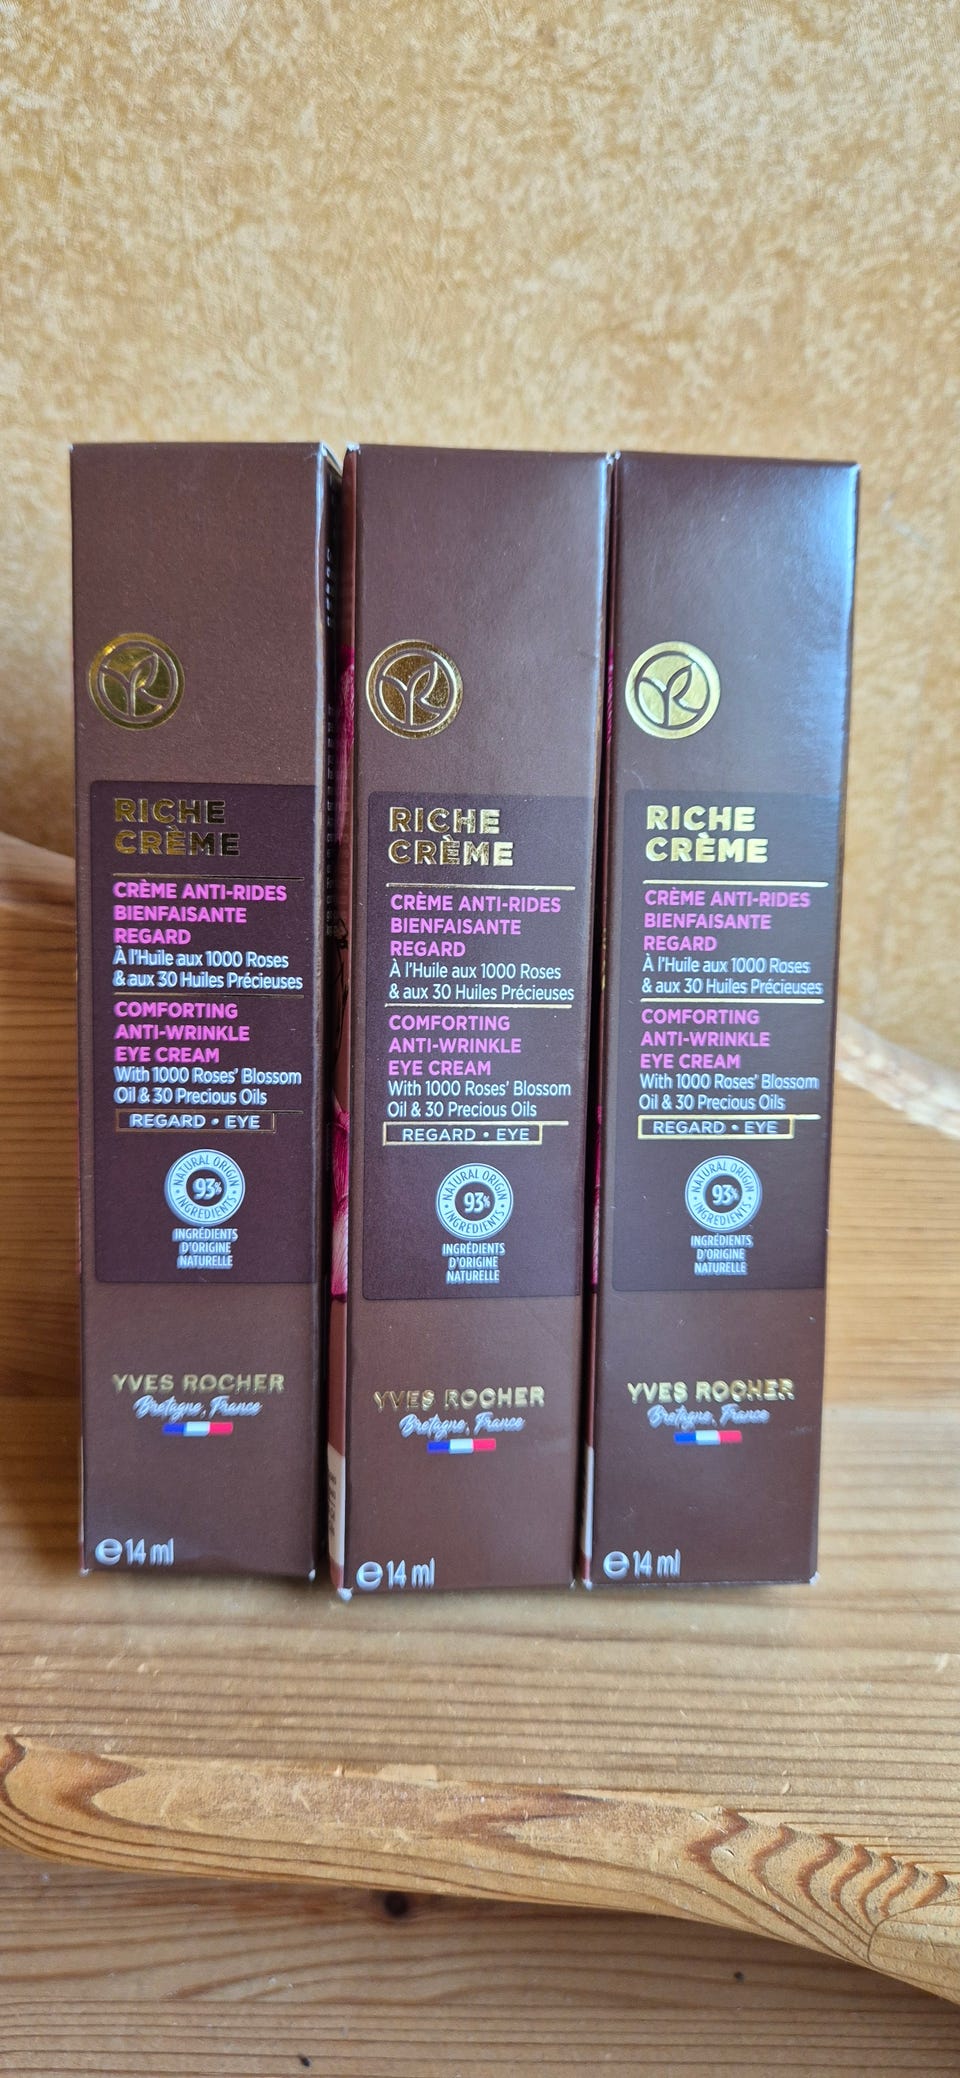 RICHE
CRÈME
CRÈME ANTI-RIDES
BIENFAISANTE
REGARD
À l'Huile aux 1000 Roses
& aux 30 Huiles Précieuses
COMFORTING
ANTI-WRINKLE
EYE CREAM
With 1000 Roses' Blossom
Oil & 30 Precious Oils
REGARD • EYE
NATURAL ORIGIN
93%
INGREDIENTS
INGRÉDIENTS
D'ORIGINE
NATURELLE
YVES ROCHER
Bretagne, France
e 14 ml
RICHE
CRÈME
CRÈME ANTI-RIDES
BIENFAISANTE
REGARD
À l'Huile aux 1000 Roses
& aux 30 Huiles Précieuses
COMFORTING
ANTI-WRINKLE
EYE CREAM
With 1000 Roses' Blossom
Oil & 30 Precious Oils
REGARD • EYE
NATURAL ORIGIN
93%
INGREDIENTS
INGRÉDIENTS
D'ORIGINE
NATURELLE
YVES ROCHER
Bretagne, France
e 14 ml
RICHE
CRÈME
CRÈME ANTI-RIDES
BIENFAISANTE
REGARD
À l'Huile aux 1000 Roses
& aux 30 Huiles Précieuses
COMFORTING
ANTI-WRINKLE
EYE CREAM
With 1000 Roses' Blossom
Oil & 30 Precious Oils
REGARD • EYE
NATURAL ORIGIN
93%
INGREDIENTS
INGRÉDIENTS
D'ORIGINE
NATURELLE
YVES ROCHER
Bretagne, France
e 14 ml